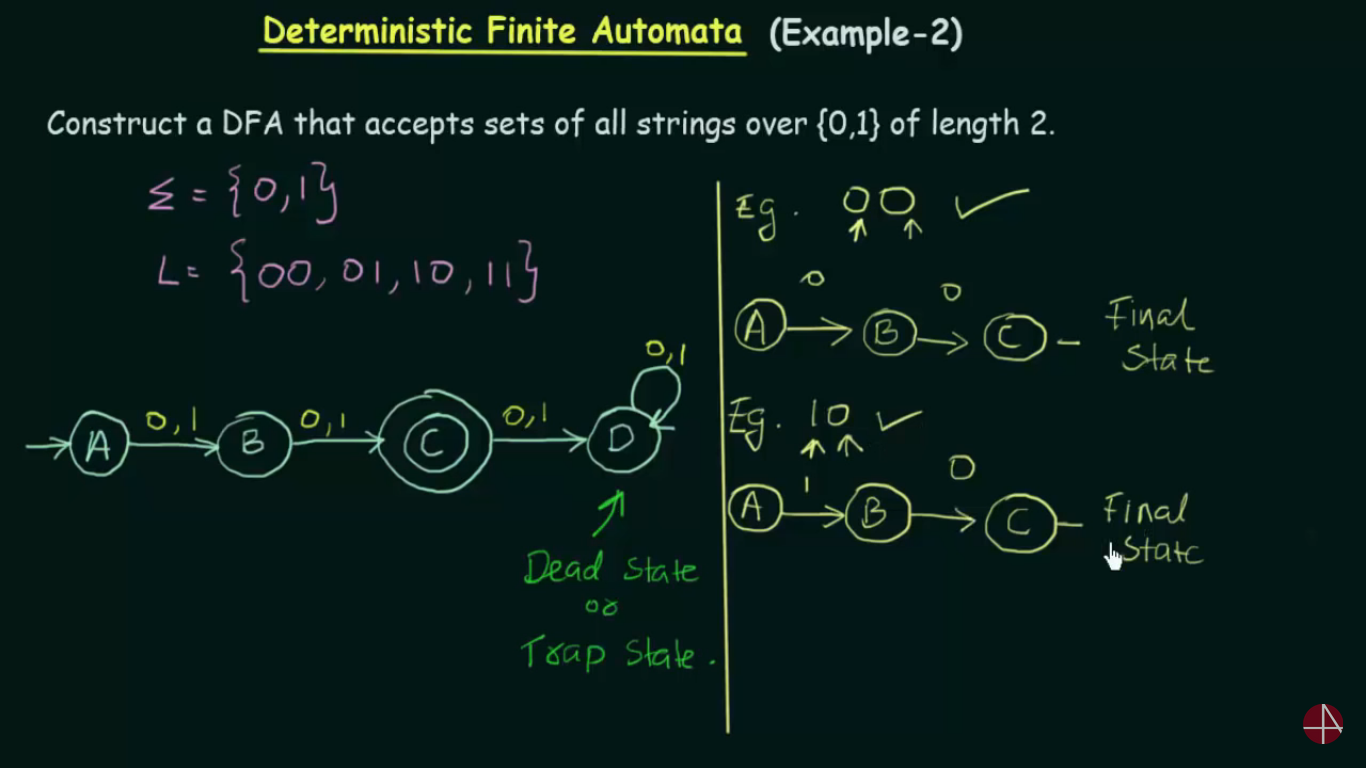 Deterministic Finite Automata (Example-2)
Construct a DFA that accepts sets of all strings over {0,1} of length 2.
Σ = {0,1}
L = {00, 01, 10, 11}
0,1
0,1 0,1 0,1
A B C D
Dead State
or
Trap State.
Eg. 00 ✓
0 0
A B C – Final
State
Eg. 10 ✓
1 0
A B C – Final
State